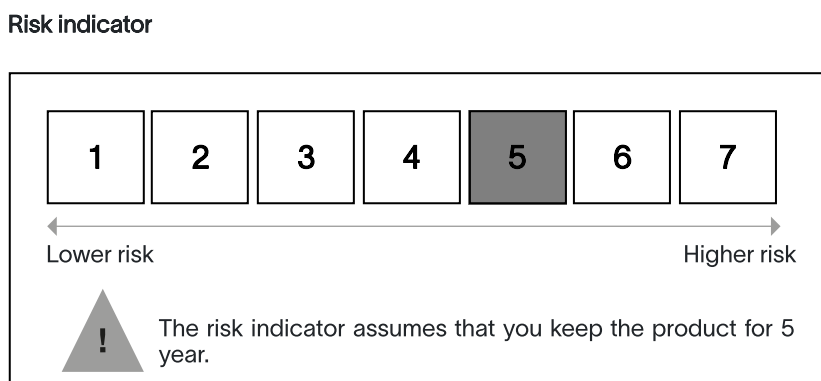 Risk indicator
1 2 3 4 5 6 7
Lower risk Higher risk
!
The risk indicator assumes that you keep the product for 5
year.